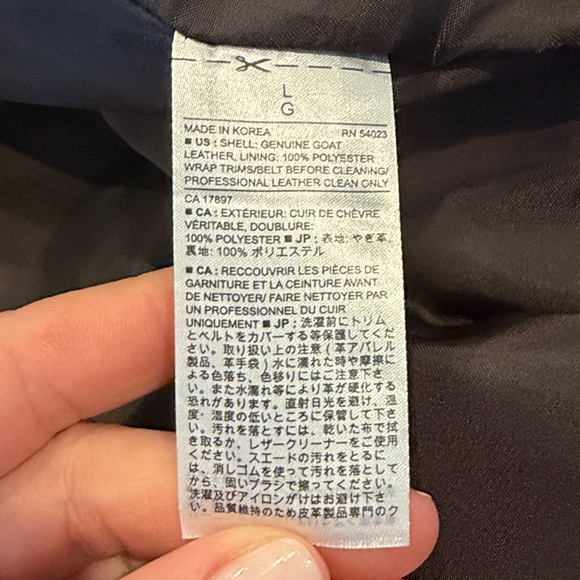 L
G
MADE IN KOREA RN 54023
■ US : SHELL: GENUINE GOAT
LEATHER, LINING: 100% POLYESTER
WRAP TRIMS/BELT BEFORE CLEANING/
PROFESSIONAL LEATHER CLEAN ONLY
CA 17897
■ CA : EXTÉRIEUR: CUIR DE CHÈVRE
VÉRITABLE, DOUBLURE:
100% POLYESTER ■ JP : 表地: やぎ革,
裏地: 100% ポリエステル
■ CA : RECCOUVRIR LES PIÈCES DE
GARNITURE ET LA CEINTURE AVANT
DE NETTOYER/ FAIRE NETTOYER PAR
UN PROFESSIONNEL DU CUIR
UNIQUEMENT ■ JP : 洗濯前にトリム
とベルトをカバーする等保護してくだ
さい。取り扱い上の注意 ( 革アパレル
製品、革手袋 ) 水に濡れた時や摩擦に
よる色落ち、色移りにはご注意下さ
い。また水濡れ等により革が硬化する
恐れがあります。直射日光を避け、温
度・湿度の低いところに保管して下さ
い。汚れを落とすには、乾いた布で拭
き取るか、レザークリーナーをご使用
ください。スエードの汚れをとるに
は、消しゴムを使って汚れを落として
から、固いブラシで擦ってください。
洗濯及びアイロンがけはお避け下さ
い。品質維持のため皮革製品専門のク